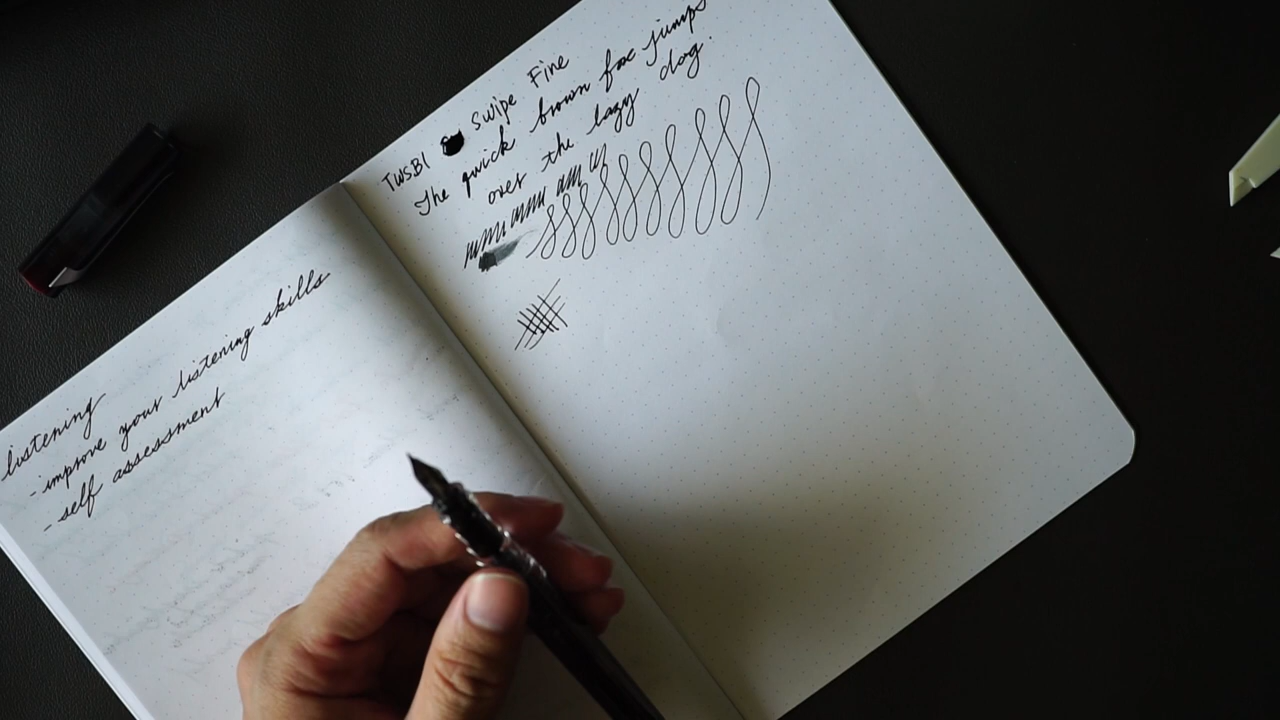 listening
- improve your listening skills
- self assessment
TWSBI Swipe Fine
The quick brown fox jumps
over the lazy dog.